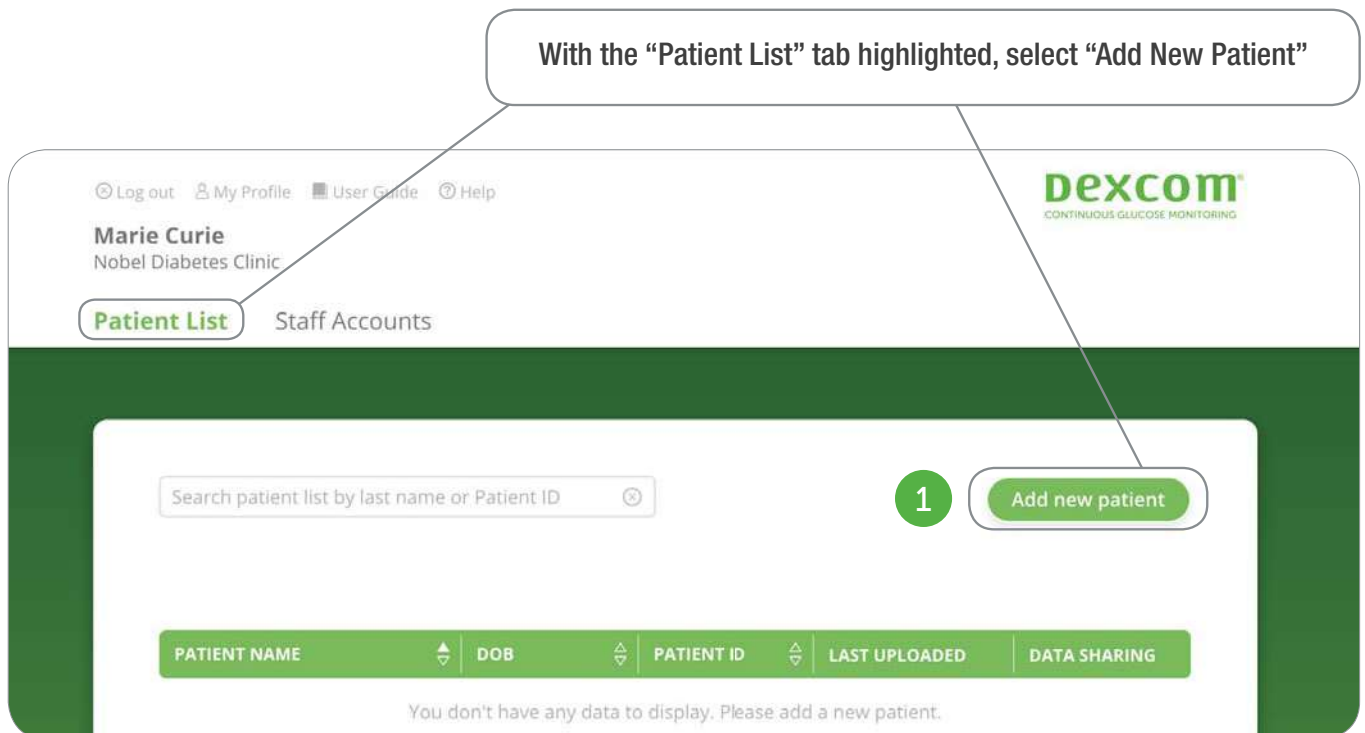 With the “Patient List” tab highlighted, select “Add New Patient”
Log out My Profile User Guide Help
Dexcom
CONTINUOUS GLUCOSE MONITORING
Marie Curie
Nobel Diabetes Clinic
Patient List Staff Accounts
Search patient list by last name or Patient ID
1 Add new patient
PATIENT NAME DOB PATIENT ID LAST UPLOADED DATA SHARING
You don't have any data to display. Please add a new patient.